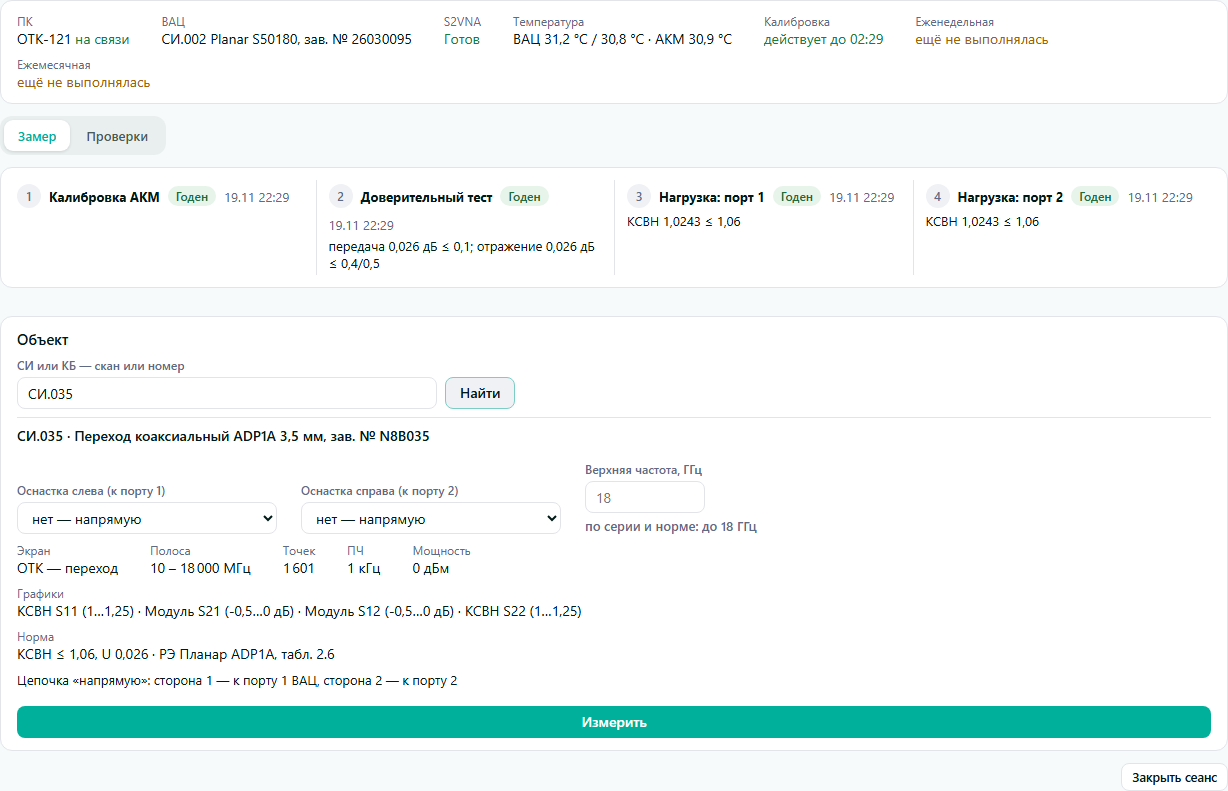 ПК
ОТК-121 на связи
ВАЦ
СИ.002 Planar S50180, зав. № 26030095
S2VNA
Готов
Температура
ВАЦ 31,2 °C / 30,8 °C · АКМ 30,9 °C
Калибровка
действует до 02:29
Еженедельная
ещё не выполнялась
Ежемесячная
ещё не выполнялась
Замер
Проверки
1 Калибровка АКМ Годен 19.11 22:29
2 Доверительный тест Годен
19.11 22:29
передача 0,026 дБ ≤ 0,1; отражение 0,026 дБ
≤ 0,4/0,5
3 Нагрузка: порт 1 Годен 19.11 22:29
КСВН 1,0243 ≤ 1,06
4 Нагрузка: порт 2 Годен 19.11 22:29
КСВН 1,0243 ≤ 1,06
Объект
СИ или КБ — скан или номер
СИ.035
Найти
СИ.035 · Переход коаксиальный ADP1A 3,5 мм, зав. № N8B035
Оснастка слева (к порту 1)
нет — напрямую
Оснастка справа (к порту 2)
нет — напрямую
Верхняя частота, ГГц
18
по серии и норме: до 18 ГГц
Экран
ОТК — переход
Полоса
10 – 18 000 МГц
Точек
1 601
ПЧ
1 кГц
Мощность
0 дБм
Графики
КСВН S11 (1…1,25) · Модуль S21 (-0,5…0 дБ) · Модуль S12 (-0,5…0 дБ) · КСВН S22 (1…1,25)
Норма
КСВН ≤ 1,06, U 0,026 · РЭ Планар ADP1A, табл. 2.6
Цепочка «напрямую»: сторона 1 — к порту 1 ВАЦ, сторона 2 — к порту 2
Измерить
Закрыть сеанс